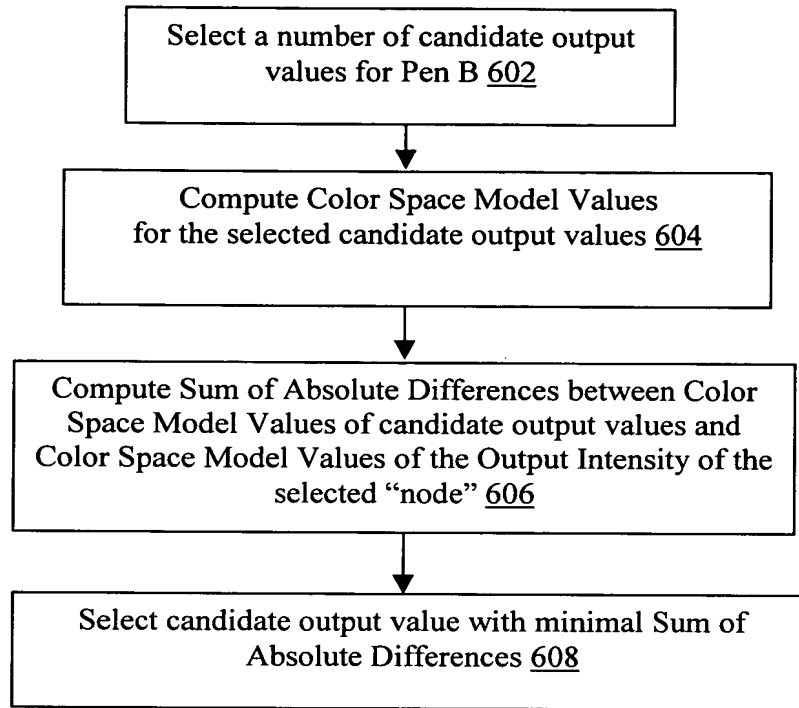 Select a number of candidate output
values for Pen B 602
Compute Color Space Model Values
for the selected candidate output values 604
Compute Sum of Absolute Differences between Color
Space Model Values of candidate output values and
Color Space Model Values of the Output Intensity of the
selected “node” 606
Select candidate output value with minimal Sum of
Absolute Differences 608